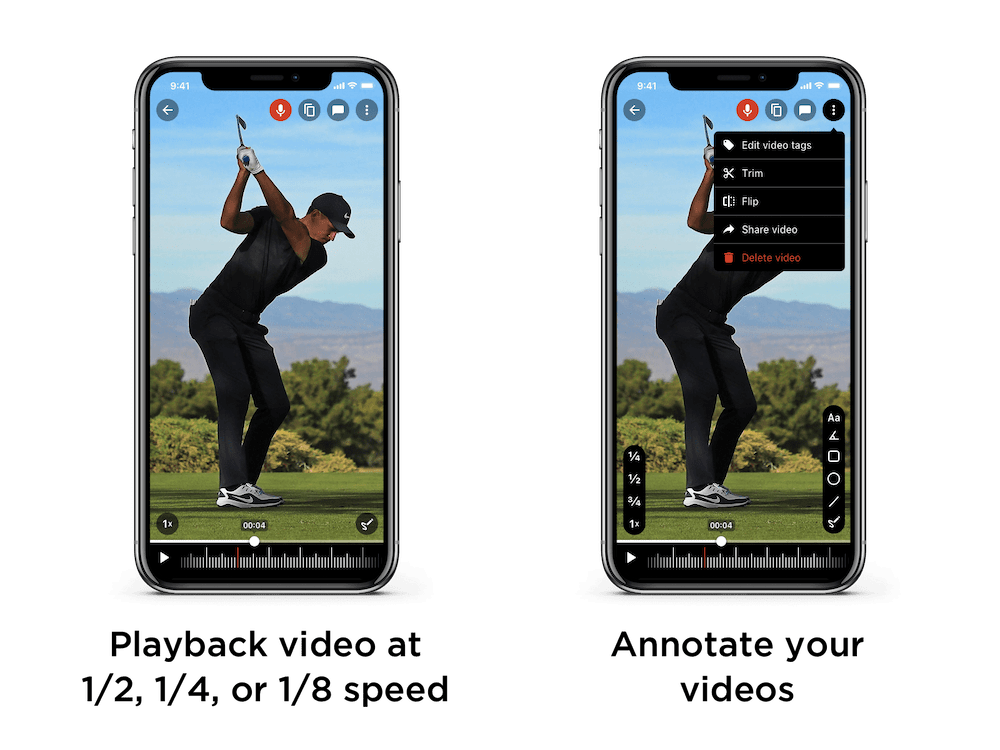 9:41
1x
00:04
9:41
Edit video tags
Trim
Flip
Share video
Delete video
Aa
1/4
1/2
3/4
1x
00:04
Playback video at
1/2, 1/4, or 1/8 speed
Annotate your
videos